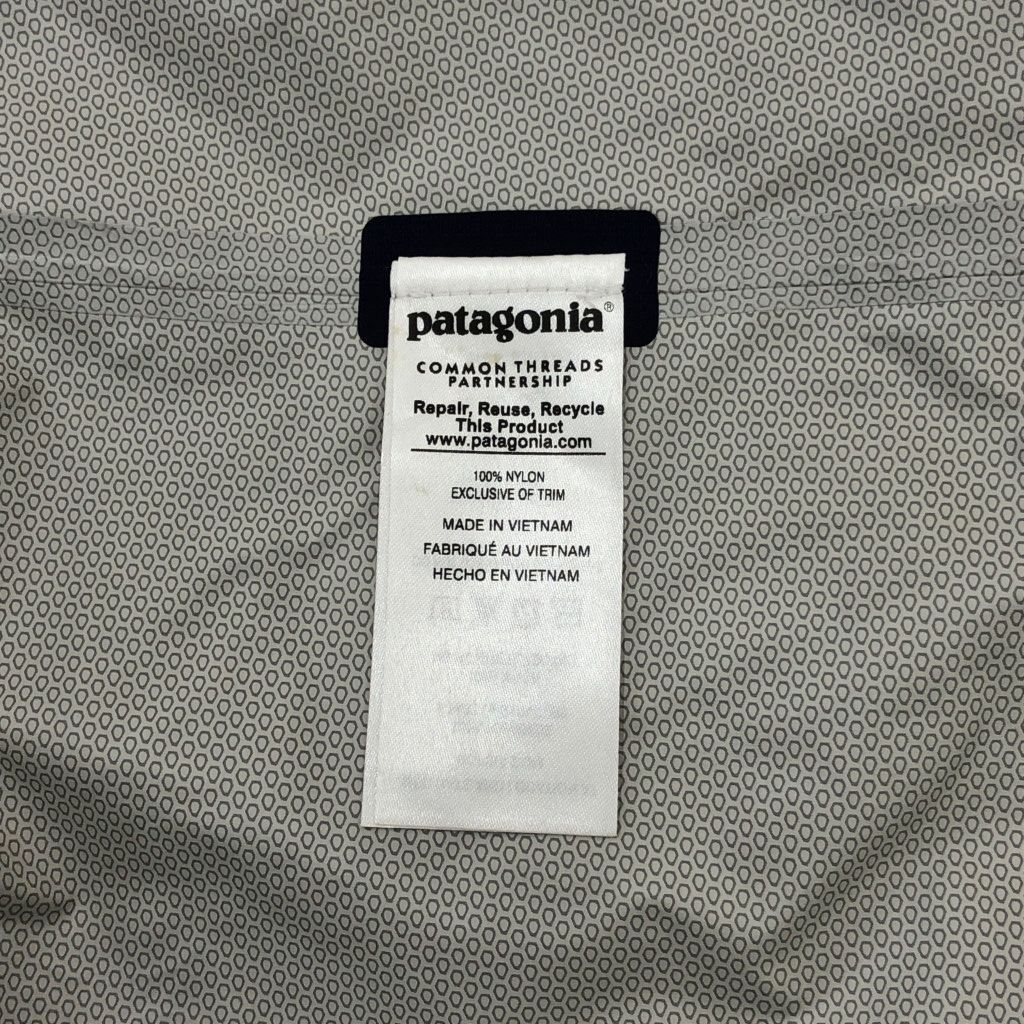 patagonia®
COMMON THREADS
PARTNERSHIP
Repair, Reuse, Recycle
This Product
www.patagonia.com
100% NYLON
EXCLUSIVE OF TRIM
MADE IN VIETNAM
FABRIQUÉ AU VIETNAM
HECHO EN VIETNAM